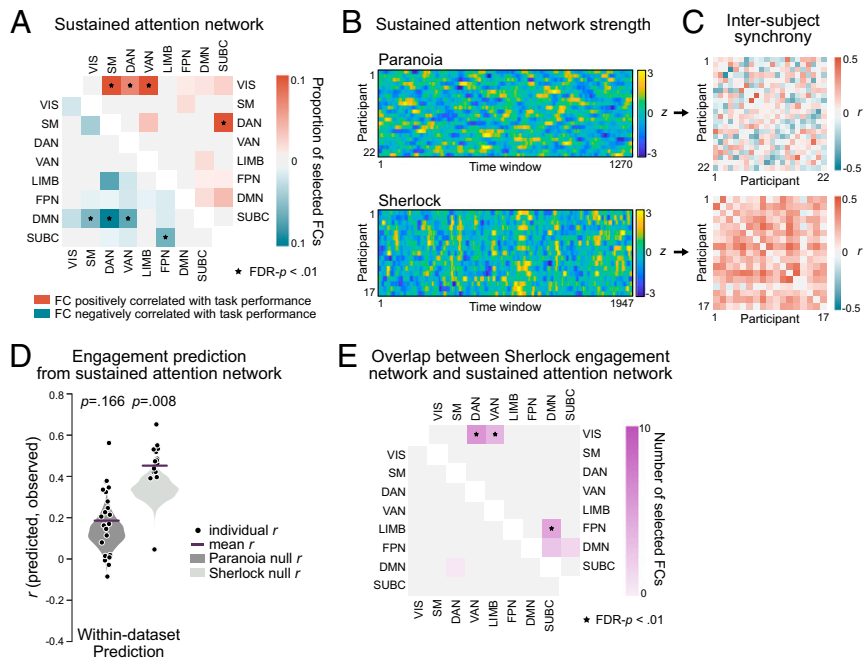 A Sustained attention network
VIS SM DAN VAN LIMB FPN DMN SUBC
VIS
SM
DAN
VAN
LIMB
FPN
DMN
SUBC
VIS
SM
DAN
VAN
LIMB
FPN
DMN
SUBC
VIS SM DAN VAN LIMB FPN DMN SUBC
0.1
0
0.1
Proportion of selected FCs
★ FDR-p < .01
FC positively correlated with task performance
FC negatively correlated with task performance
B Sustained attention network strength
Paranoia
Participant
1
22
1 Time window 1270
3
0 z
-3
Sherlock
Participant
1
17
1 Time window 1947
3
0 z
-3
C Inter-subject
synchrony
Participant
1
22
1 22
Participant
0.5
0 r
-0.5
Participant
1
17
1 17
Participant
0.5
0 r
-0.5
D Engagement prediction
from sustained attention network
r (predicted, observed)
0.8
0.6
0.4
0.2
0
-0.2
-0.4
p=.166 p=.008
individual r
mean r
Paranoia null r
Sherlock null r
Within-dataset
Prediction
E Overlap between Sherlock engagement
network and sustained attention network
VIS SM DAN VAN LIMB FPN DMN SUBC
VIS
SM
DAN
VAN
LIMB
FPN
DMN
SUBC
VIS
SM
DAN
VAN
LIMB
FPN
DMN
SUBC
VIS SM DAN VAN LIMB FPN DMN SUBC
10
0
Number of selected FCs
★ FDR-p < .01